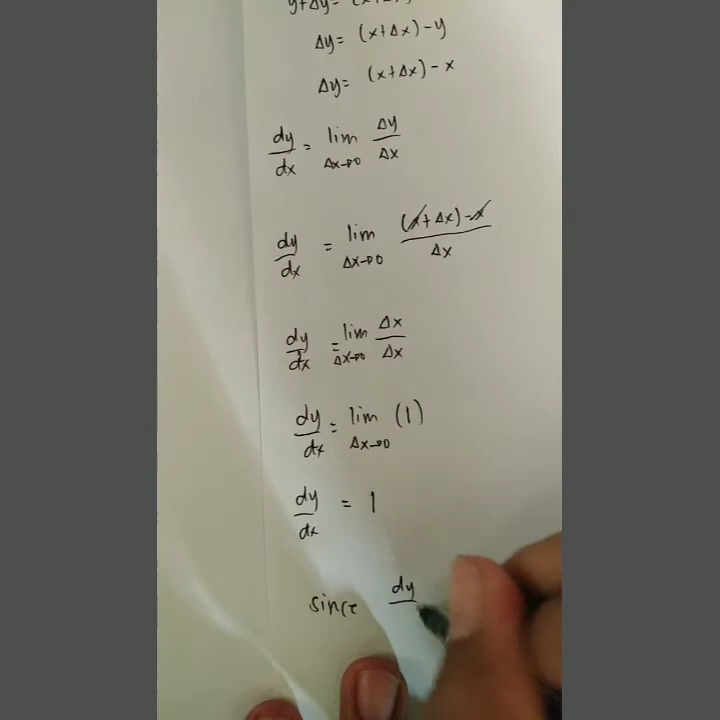 y+Δy = (x+
Δy = (x+Δx) - y
Δy = (x+Δx) - x
dy/dx = lim Δx→0 Δy/Δx
dy/dx = lim Δx→0 (x+Δx)-x/Δx
dy/dx = lim Δx→0 Δx/Δx
dy/dx = lim Δx→0 (1)
dy/dx = 1
since dy